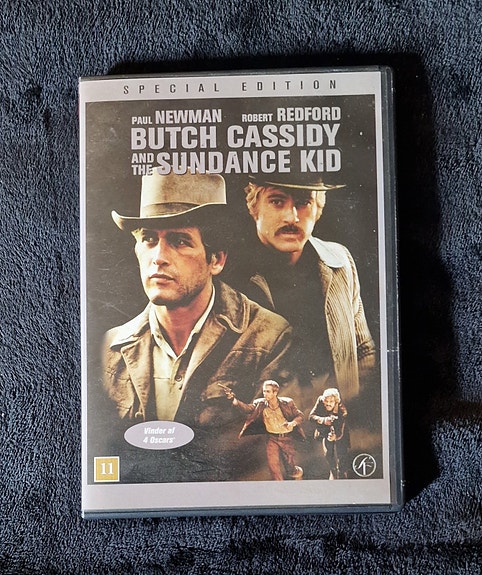 SPECIAL EDITION
PAUL NEWMAN ROBERT REDFORD
BUTCH CASSIDY
AND THE SUNDANCE KID
Vinder af
4 Oscars®
11